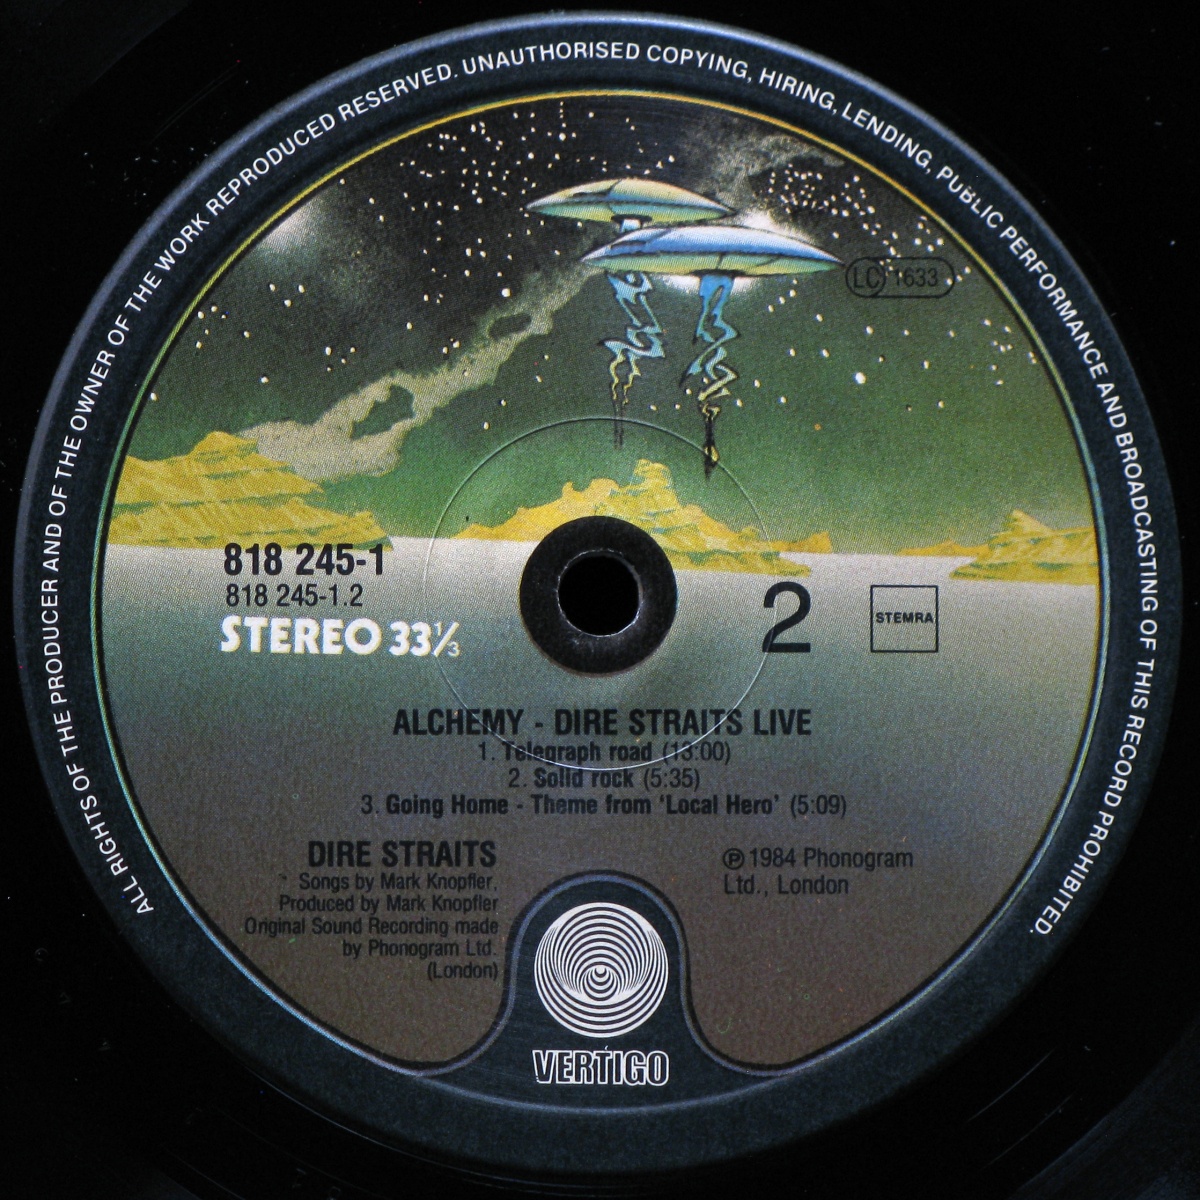 ALL RIGHTS OF THE PRODUCER AND OF THE OWNER OF THE WORK REPRODUCED RESERVED. UNAUTHORISED COPYING, HIRING, LENDING, PUBLIC PERFORMANCE AND BROADCASTING OF THIS RECORD PROHIBITED.
LC 1633
818 245-1
818 245-1.2
STEREO 33⅓
2
STEMRA
ALCHEMY - DIRE STRAITS LIVE
1. Telegraph road (13:00)
2. Solid rock (5:35)
3. Going Home - Theme from 'Local Hero' (5:09)
DIRE STRAITS
Songs by Mark Knopfler.
Produced by Mark Knopfler
Original Sound Recording made
by Phonogram Ltd.
(London)
℗ 1984 Phonogram
Ltd., London
VERTIGO